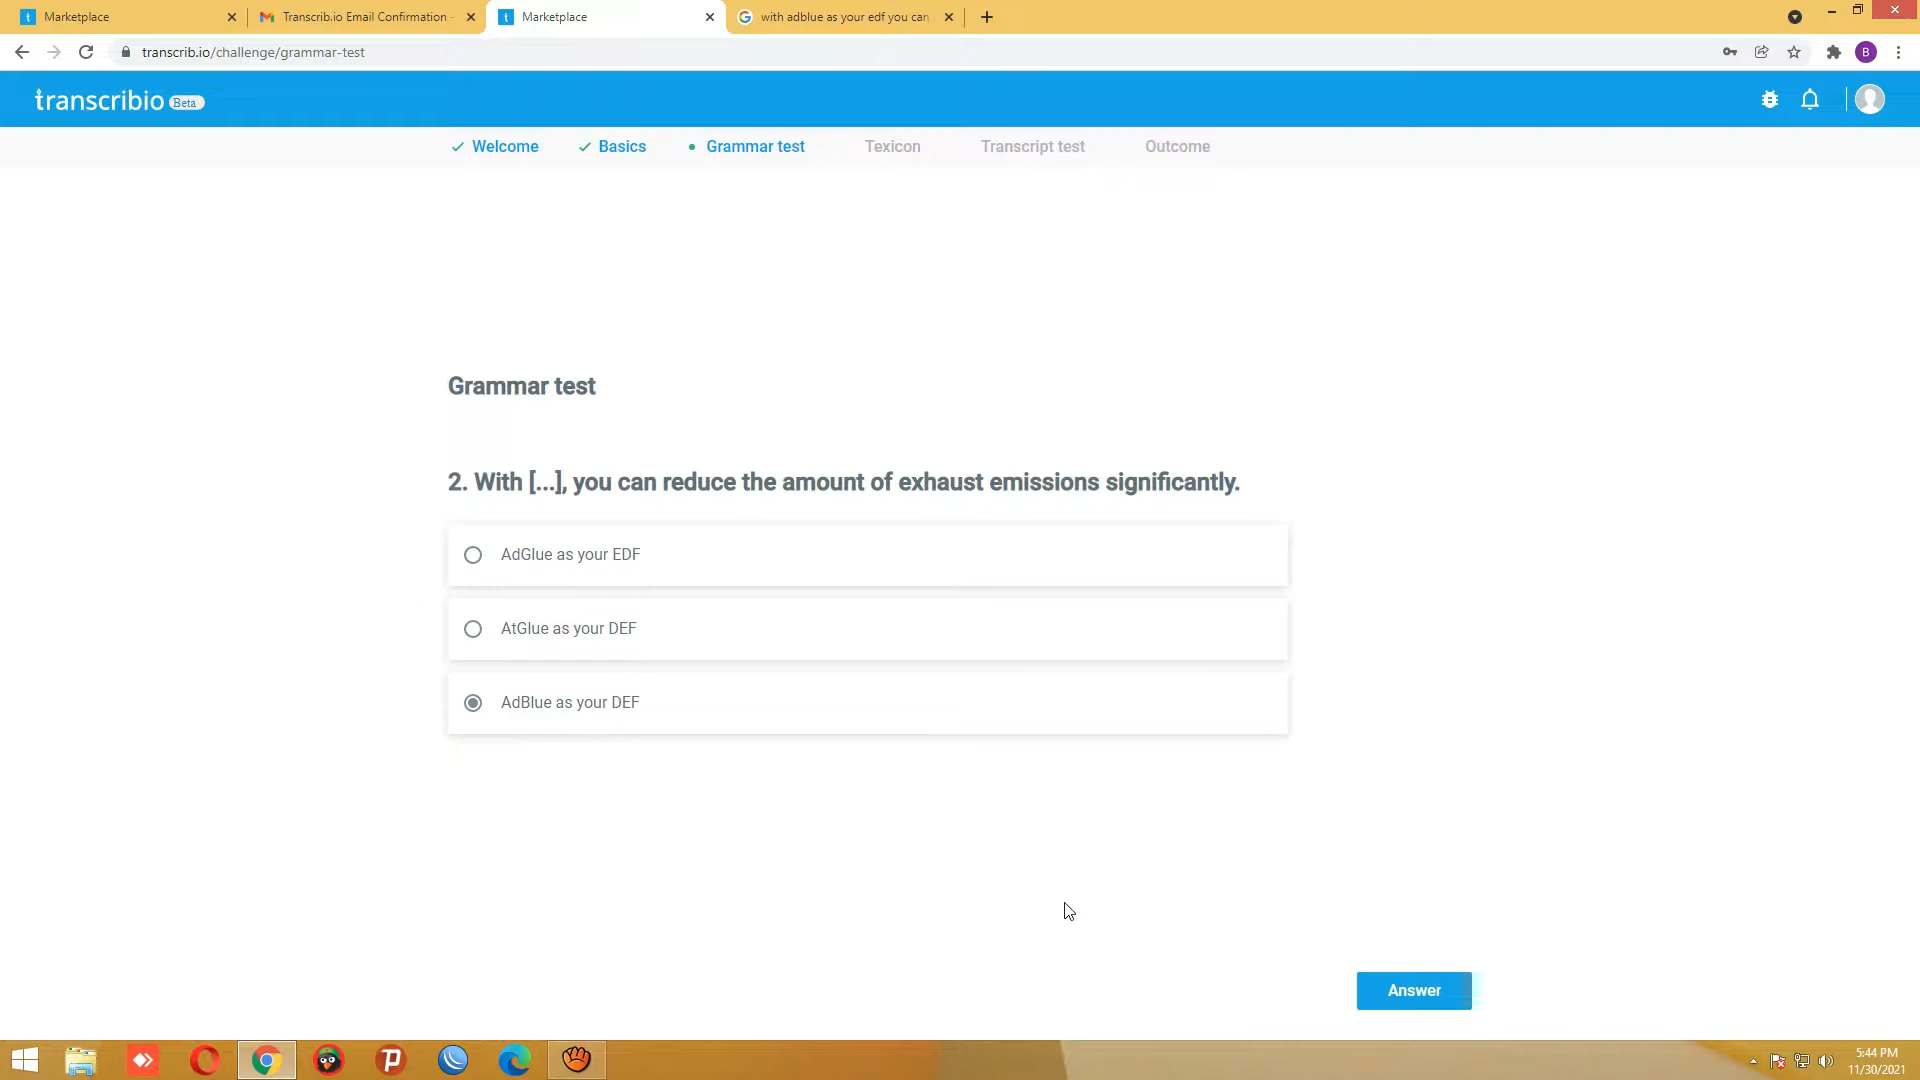 Marketplace
Transcrib.io Email Confirmation -
Marketplace
with adblue as your edf you can
transcrib.io/challenge/grammar-test
B
transcribio Beta
Welcome
Basics
Grammar test
Texicon
Transcript test
Outcome
Grammar test
2. With [...], you can reduce the amount of exhaust emissions significantly.
AdGlue as your EDF
AtGlue as your DEF
AdBlue as your DEF
Answer
5:44 PM
11/30/2021